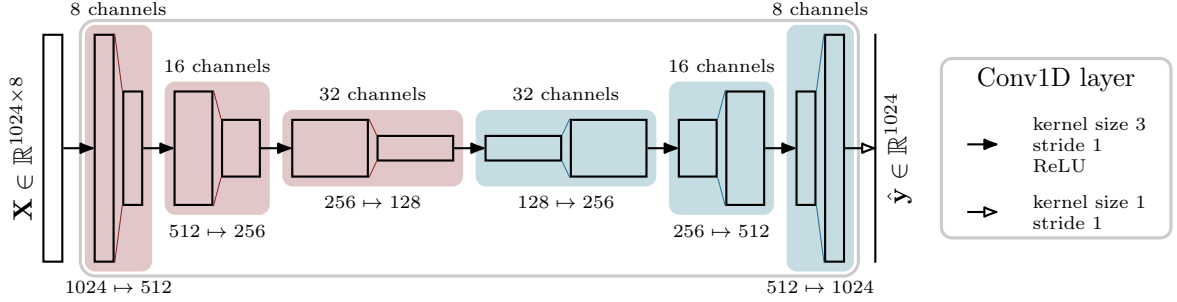 8 channels
16 channels
32 channels
32 channels
16 channels
8 channels
X ∈ ℝ^{1024×8}
1024 ↦ 512
512 ↦ 256
256 ↦ 128
128 ↦ 256
256 ↦ 512
512 ↦ 1024
ŷ ∈ ℝ^{1024}
Conv1D layer
kernel size 3
stride 1
ReLU
kernel size 1
stride 1